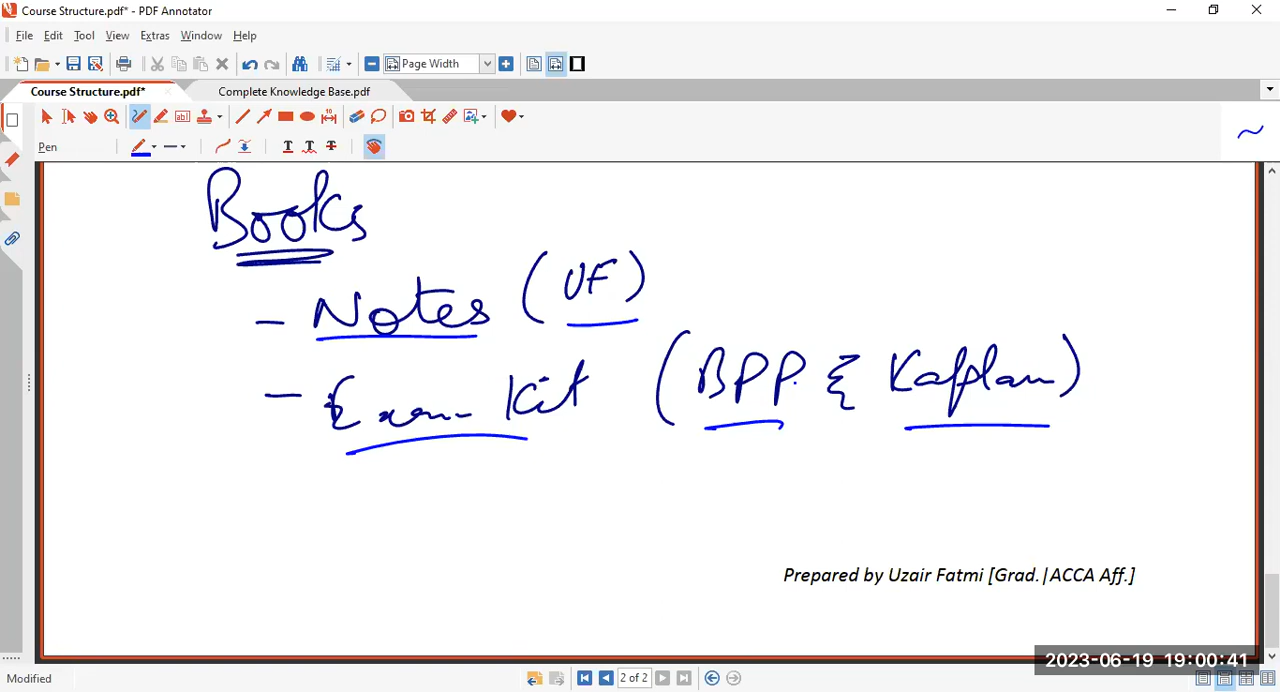 Course Structure.pdf* - PDF Annotator
File Edit Tool View Extras Window Help
Page Width
Course Structure.pdf* Complete Knowledge Base.pdf
Pen
Books
- Notes (UF)
- Exam Kit (BPP & Kaplan)
Prepared by Uzair Fatmi [Grad.|ACCA Aff.]
2023-06-19 19:00:41
Modified 2 of 2